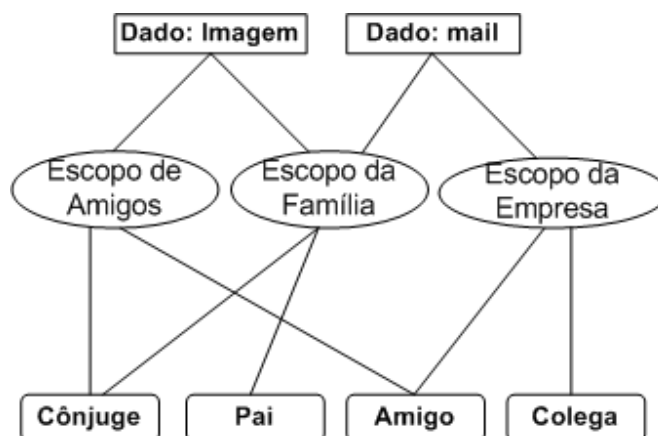 Dado: Imagem
Dado: mail
Escopo de
Amigos
Escopo da
Família
Escopo da
Empresa
Cônjuge
Pai
Amigo
Colega